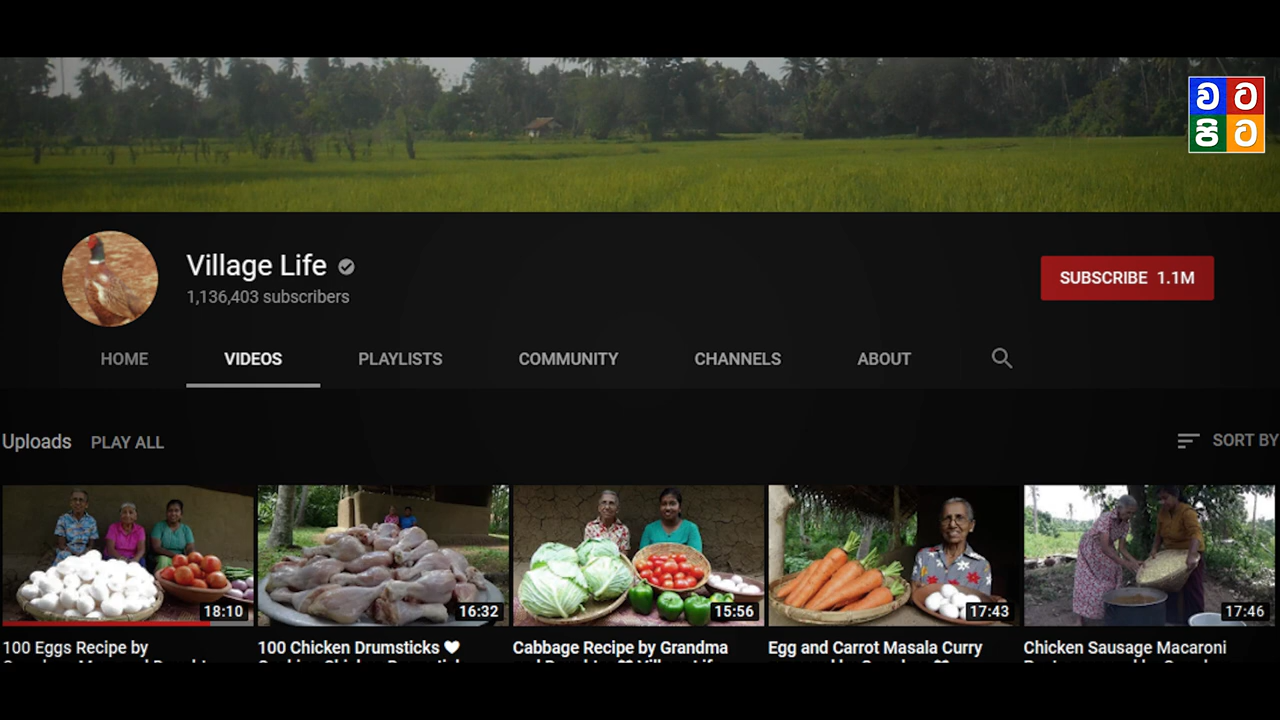 අ අ
සි අ
Village Life
1,136,403 subscribers
SUBSCRIBE 1.1M
HOME VIDEOS PLAYLISTS COMMUNITY CHANNELS ABOUT
Uploads PLAY ALL SORT BY
18:10 16:32 15:56 17:43 17:46
100 Eggs Recipe by
100 Chicken Drumsticks ♥
Cabbage Recipe by Grandma
Egg and Carrot Masala Curry
Chicken Sausage Macaroni